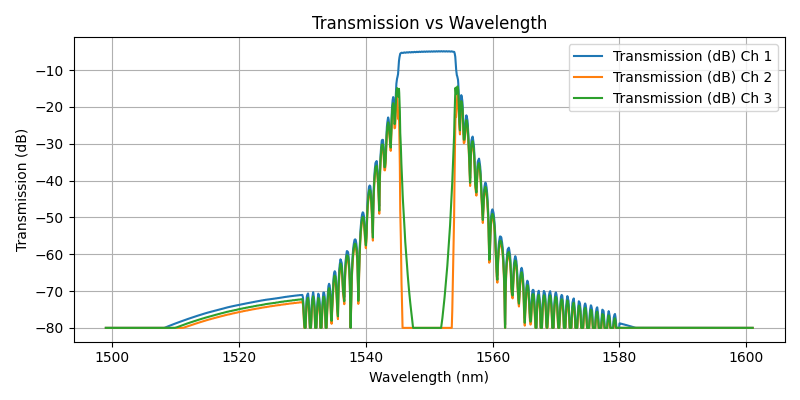 Transmission vs Wavelength
Transmission (dB)
−10
−20
−30
−40
−50
−60
−70
−80
Transmission (dB) Ch 1
Transmission (dB) Ch 2
Transmission (dB) Ch 3
1500
1520
1540
1560
1580
1600
Wavelength (nm)